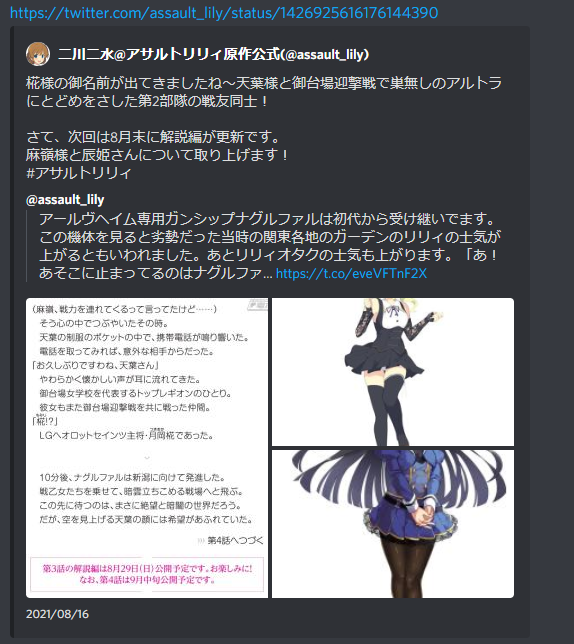 https://twitter.com/assault_lily/status/1426925616176144390
二川二水@アサルトリリィ原作公式(@assault_lily)
椛様の御名前が出てきましたね～天葉様と御台場迎撃戦で巣無しのアルトラ
にとどめをさした第2部隊の戦友同士！
さて、次回は8月末に解説編が更新です。
麻嶺様と辰姫さんについて取り上げます！
#アサルトリリィ
@assault_lily
アールヴヘイム専用ガンシップナグルファルは初代から受け継いでます。
この機体を見ると劣勢だった当時の関東各地のガーデンのリリィの士気が
上がるともいわれました。あとリリィオタクの士気も上がります。「あ！
あそこに止まってるのはナグルファ... https://t.co/eveVFTnF2X
（麻嶺、戦力を連れてくるって言ってたけど……）
そう心の中でつぶやいたその時。
天葉の制服のポケットの中で、携帯電話が鳴り響いた。
電話を取ってみれば、意外な相手からだった。
「お久しぶりですわね、天葉さん」
やわらかく懐かしい声が耳に流れてきた。
御台場女学校を代表するトップレギオンのひとり。
彼女もまた御台場迎撃戦を共に戦った仲間。
「椛!?」
LGヘオロットセインツ主将・月岡椛であった。
10分後、ナグルファルは新潟に向けて発進した。
戦乙女たちを乗せて、暗雲立ちこめる戦場へと飛ぶ。
この先に待つのは、まさに絶望と暗闇の世界だろう。
だが、空を見上げる天葉の顔には希望があふれていた。
第4話へつづく
第3話の解説編は8月29日(日)公開予定です。お楽しみに!
なお、第4話は9月中旬公開予定です。
2021/08/16